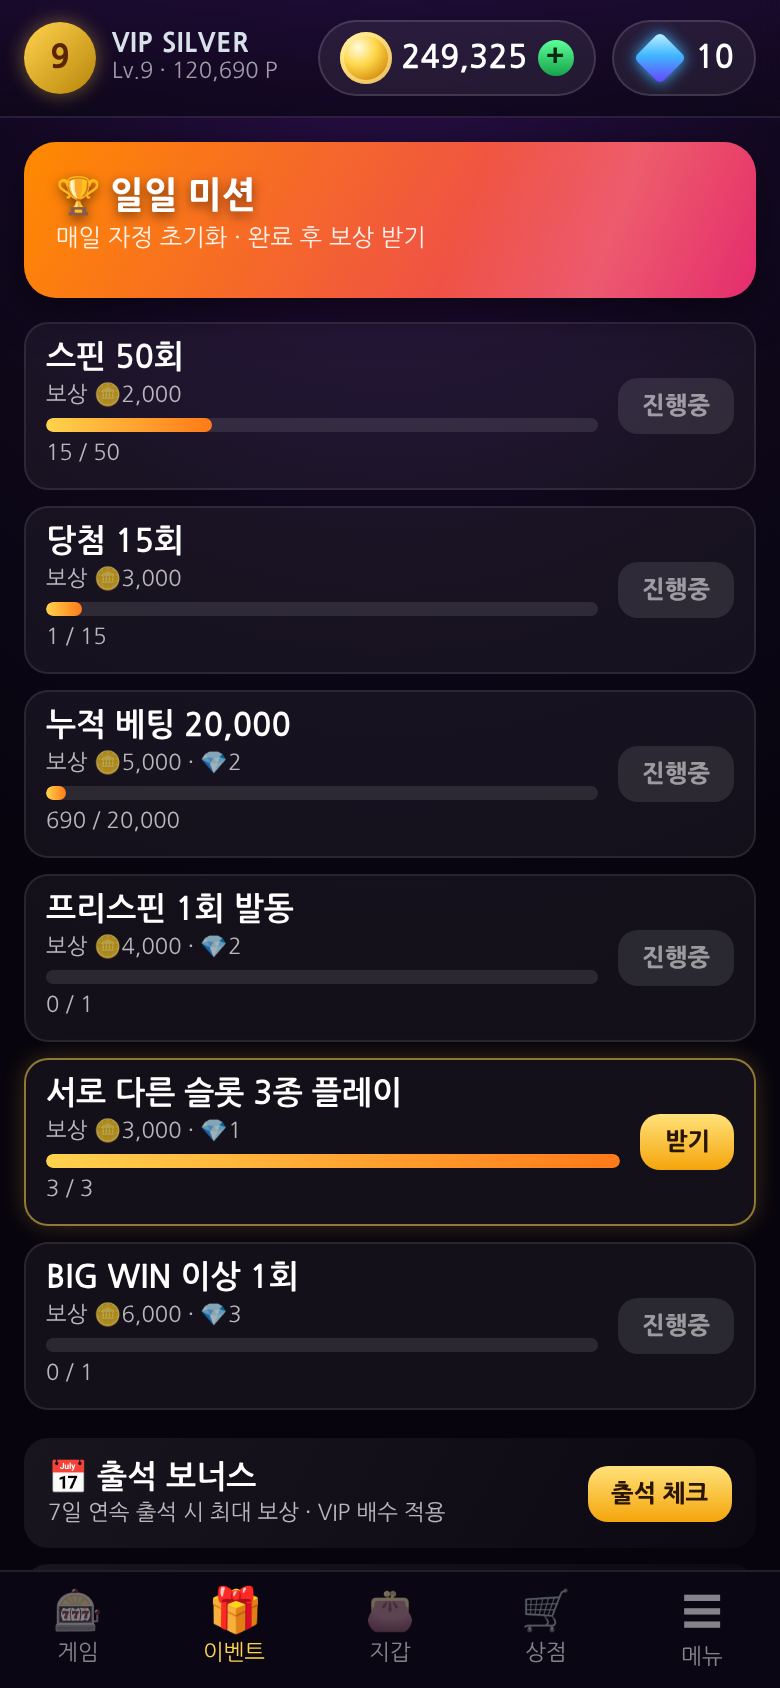 9
VIP SILVER
Lv.9 · 120,690 P
249,325 +
10
🏆 일일 미션
매일 자정 초기화 · 완료 후 보상 받기
스핀 50회
보상 🪙2,000
15 / 50
진행중
당첨 15회
보상 🪙3,000
1 / 15
진행중
누적 베팅 20,000
보상 🪙5,000 · 💎2
690 / 20,000
진행중
프리스핀 1회 발동
보상 🪙4,000 · 💎2
0 / 1
진행중
서로 다른 슬롯 3종 플레이
보상 🪙3,000 · 💎1
3 / 3
받기
BIG WIN 이상 1회
보상 🪙6,000 · 💎3
0 / 1
진행중
📅 출석 보너스
7일 연속 출석 시 최대 보상 · VIP 배수 적용
출석 체크
게임
이벤트
지갑
상점
메뉴